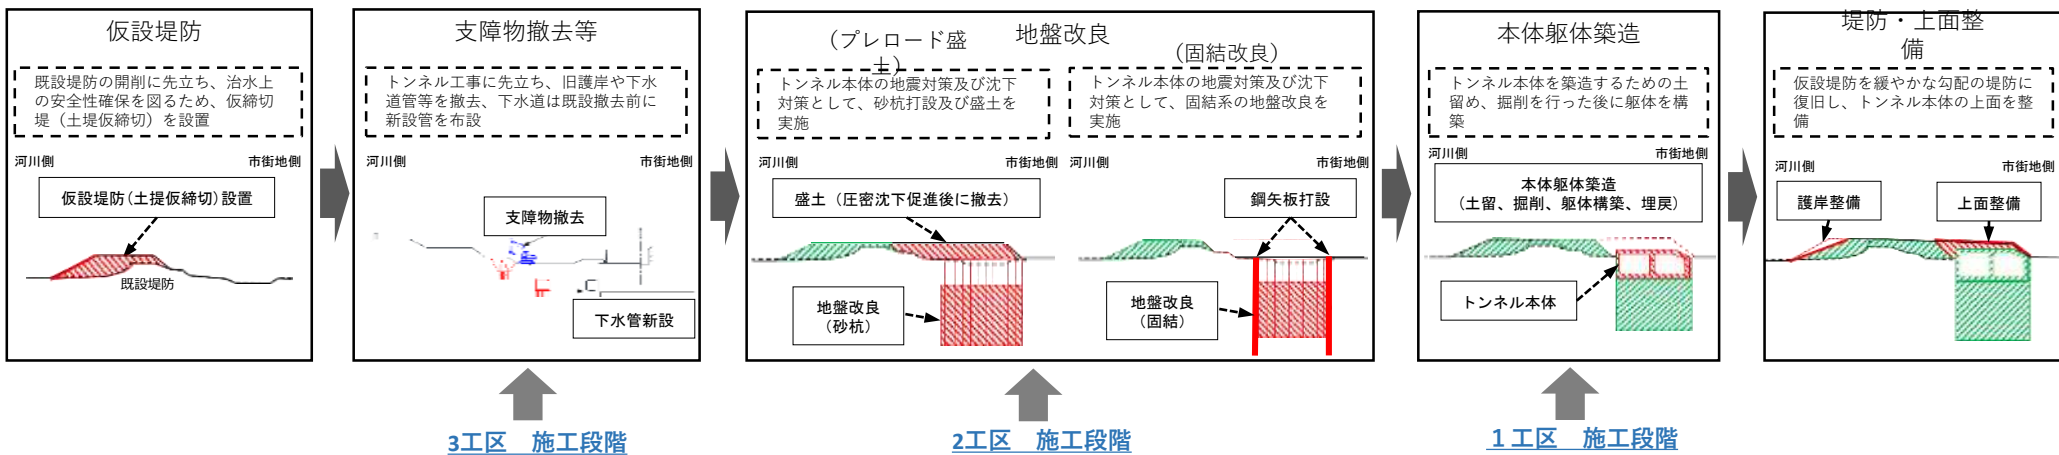 仮設堤防
既設堤防の開削に先立ち、治水上
の安全性確保を図るため、仮締切
堤（土堤仮締切）を設置
河川側
市街地側
仮設堤防(土提仮締切)設置
既設堤防
支障物撤去等
トンネル工事に先立ち、旧護岸や下水
道管等を撤去、下水道は既設撤去前に
新設管を布設
河川側
市街地側
支障物撤去
下水管新設
地盤改良
（プレロード盛
土）
トンネル本体の地震対策及び沈下
対策として、砂杭打設及び盛土を
実施
河川側
市街地側
盛土（圧密沈下促進後に撤去）
地盤改良
（砂杭）
（固結改良）
トンネル本体の地震対策及び沈下
対策として、固結系の地盤改良を
実施
河川側
市街地側
鋼矢板打設
地盤改良
（固結）
本体躯体築造
トンネル本体を築造するための土
留め、掘削を行った後に躯体を構
築
河川側
市街地側
本体躯体築造
（土留、掘削、躯体構築、埋戻）
トンネル本体
堤防・上面整
備
仮設堤防を緩やかな勾配の堤防に
復旧し、トンネル本体の上面を整
備
河川側
市街地側
護岸整備
上面整備
3工区　施工段階
2工区　施工段階
１工区　施工段階